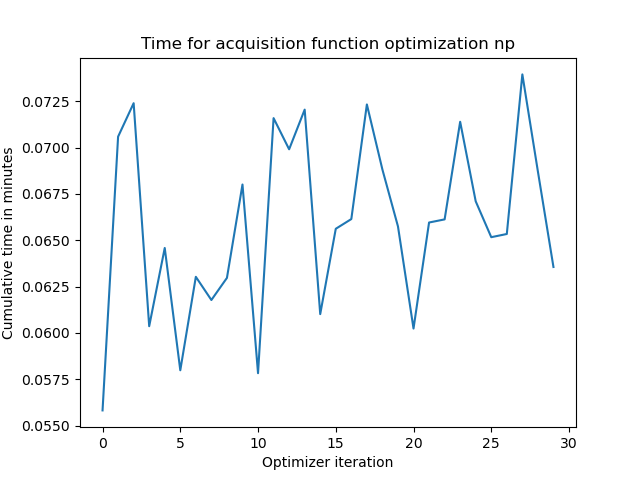 Time for acquisition function optimization np
Cumulative time in minutes
0.0725
0.0700
0.0675
0.0650
0.0625
0.0600
0.0575
0.0550
0 5 10 15 20 25 30
Optimizer iteration